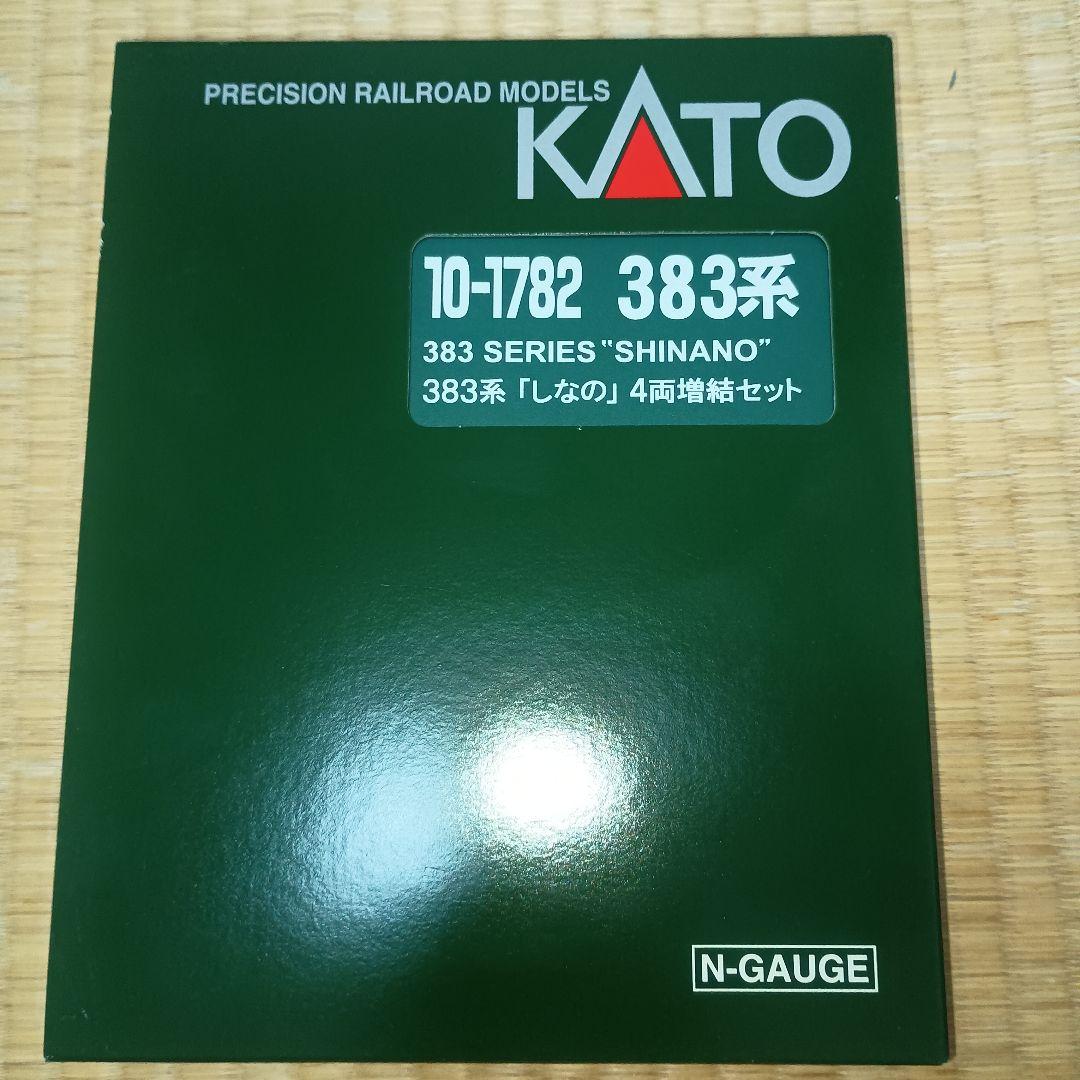 PRECISION RAILROAD MODELS
KATO
10-1782 383系
383 SERIES "SHINANO"
383系「しなの」4両増結セット
N-GAUGE